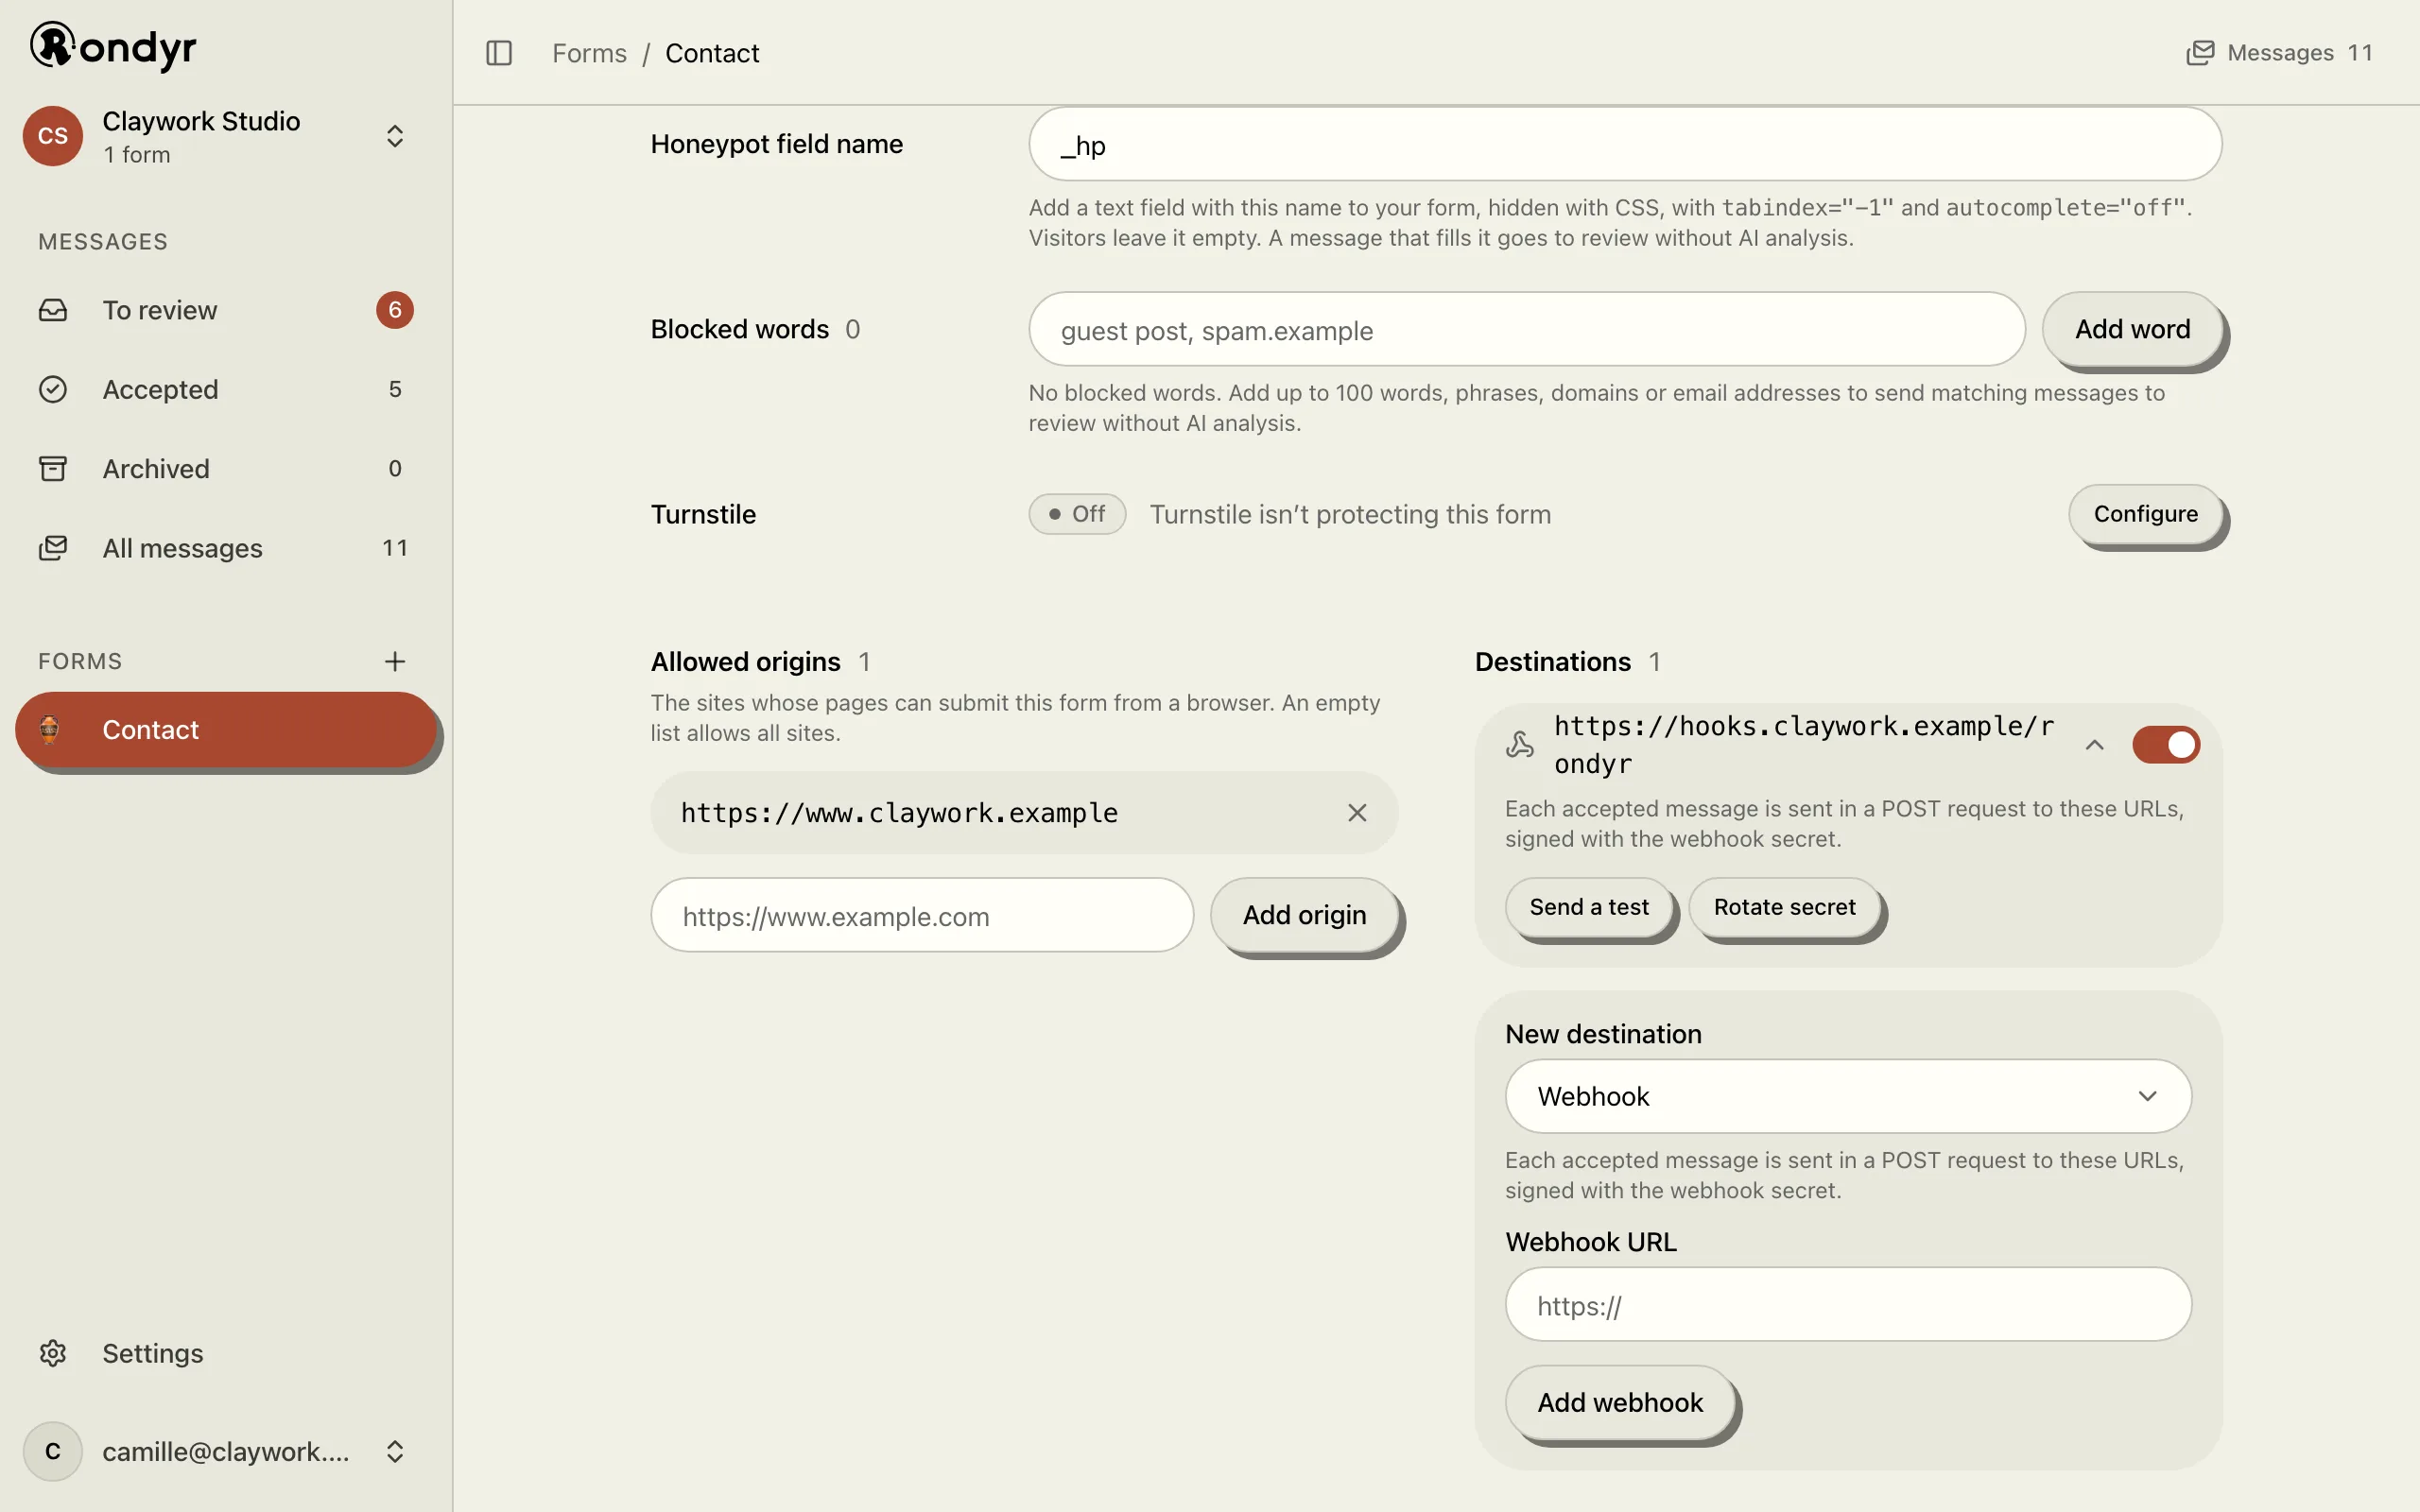 Rondyr
CS
Claywork Studio
1 form
MESSAGES
To review 6
Accepted 5
Archived 0
All messages 11
FORMS
Contact
Settings
C camille@claywork....
Forms / Contact
Messages 11
Honeypot field name
_hp
Add a text field with this name to your form, hidden with CSS, with tabindex="-1" and autocomplete="off".
Visitors leave it empty. A message that fills it goes to review without AI analysis.
Blocked words 0
guest post, spam.example
Add word
No blocked words. Add up to 100 words, phrases, domains or email addresses to send matching messages to
review without AI analysis.
Turnstile
Off
Turnstile isn’t protecting this form
Configure
Allowed origins 1
The sites whose pages can submit this form from a browser. An empty
list allows all sites.
https://www.claywork.example
https://www.example.com
Add origin
Destinations 1
https://hooks.claywork.example/r
ondyr
Each accepted message is sent in a POST request to these URLs,
signed with the webhook secret.
Send a test
Rotate secret
New destination
Webhook
Each accepted message is sent in a POST request to these URLs,
signed with the webhook secret.
Webhook URL
https://
Add webhook